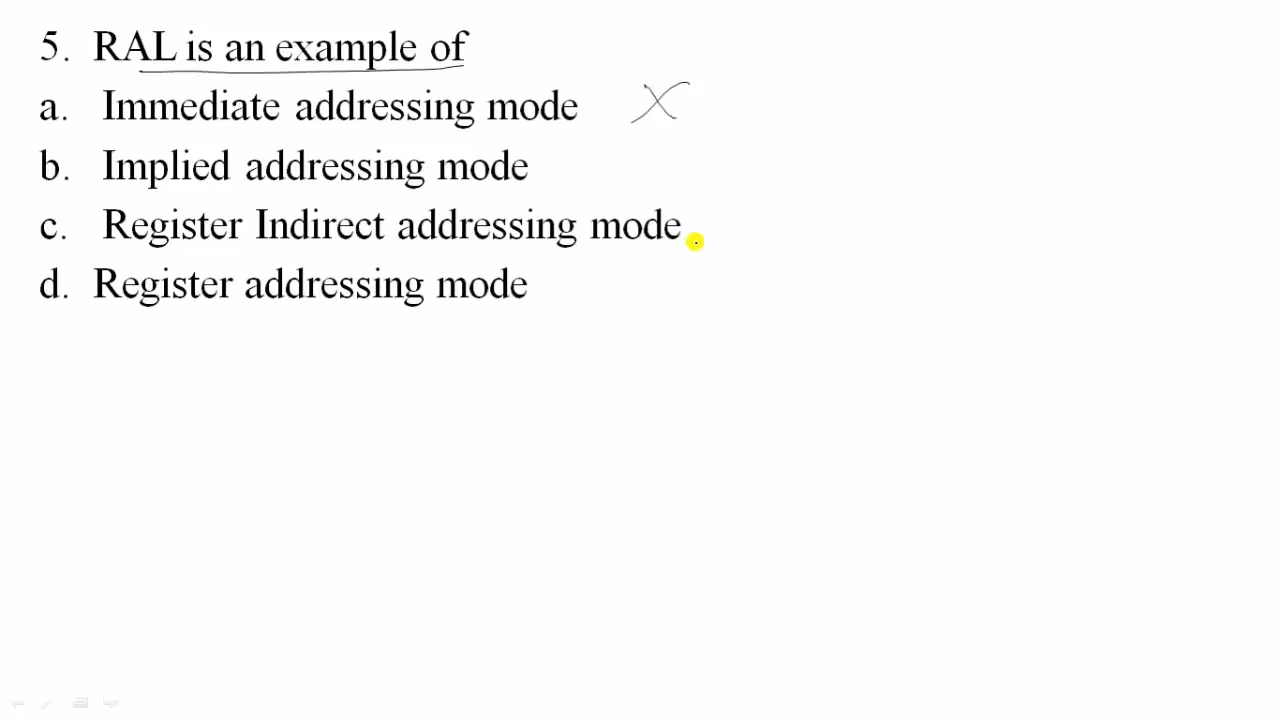 5. RAL is an example of
a. Immediate addressing mode
b. Implied addressing mode
c. Register Indirect addressing mode
d. Register addressing mode